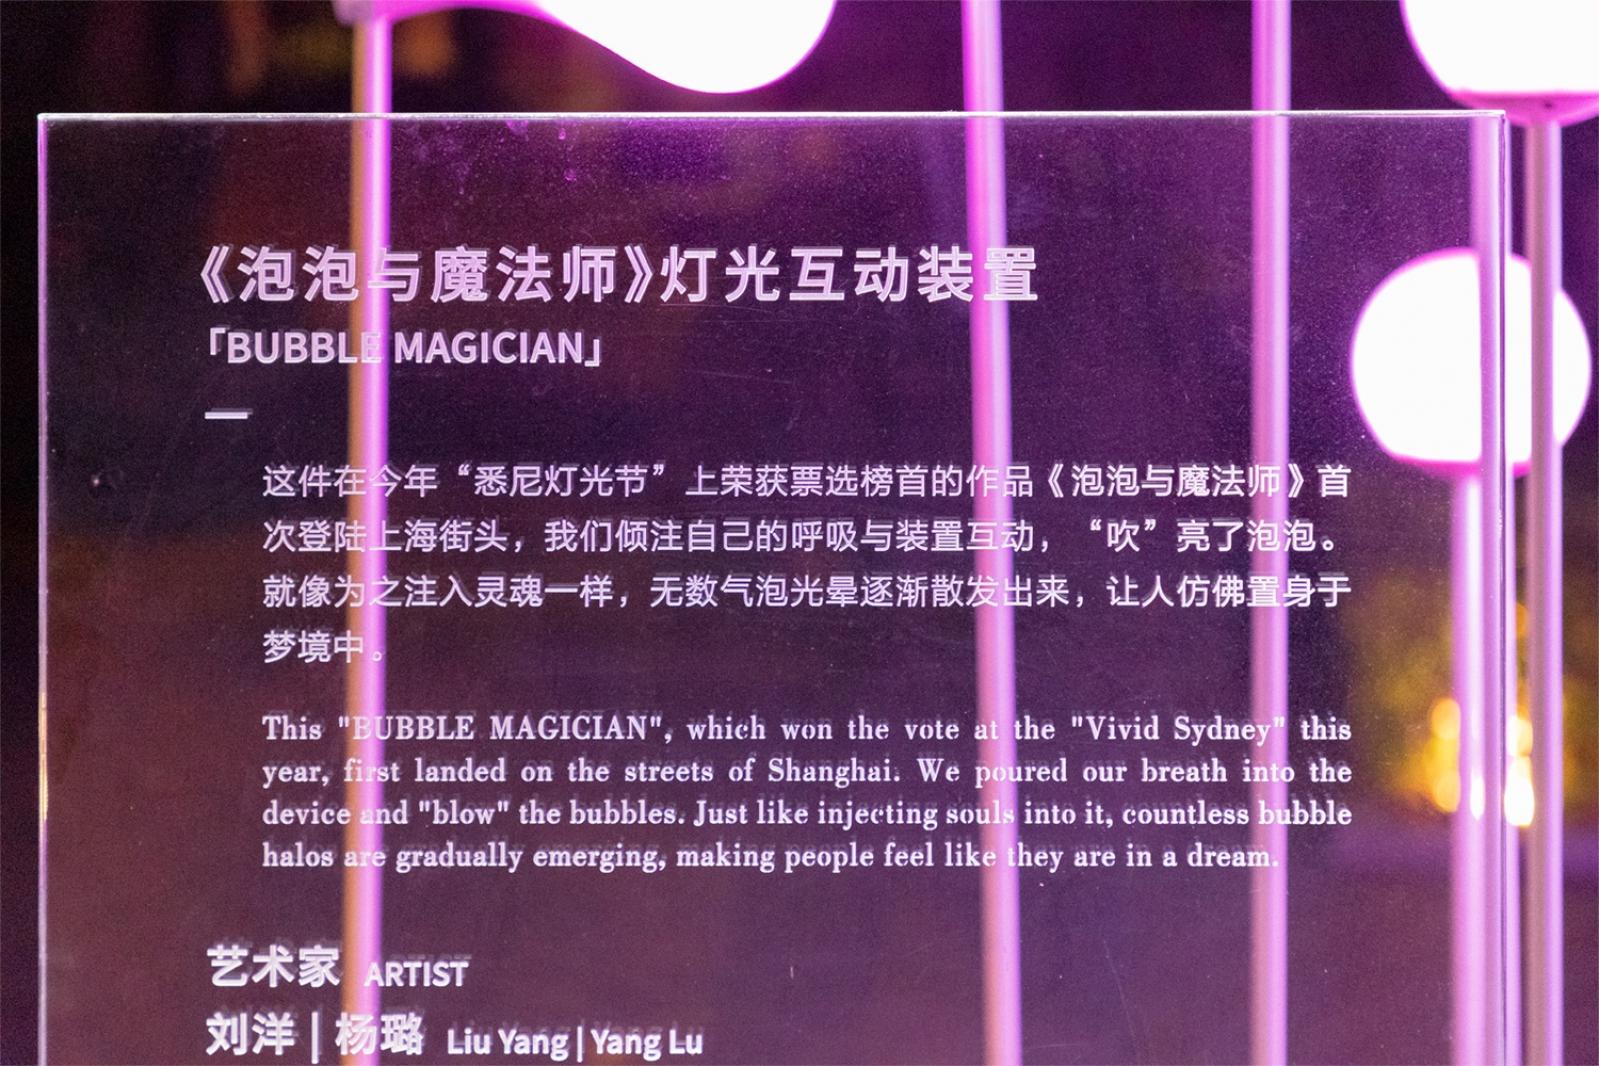 《泡泡与魔法师》灯光互动装置
「BUBBLE MAGICIAN」
这件在今年“悉尼灯光节”上荣获票选榜首的作品《泡泡与魔法师》首
次登陆上海街头，我们倾注自己的呼吸与装置互动，“吹”亮了泡泡。
就像为之注入灵魂一样，无数气泡光晕逐渐散发出来，让人仿佛置身于
梦境中。
This "BUBBLE MAGICIAN", which won the vote at the "Vivid Sydney" this
year, first landed on the streets of Shanghai. We poured our breath into the
device and "blow" the bubbles. Just like injecting souls into it, countless bubble
halos are gradually emerging, making people feel like they are in a dream.
艺术家 ARTIST
刘洋 | 杨璐 Liu Yang | Yang Lu